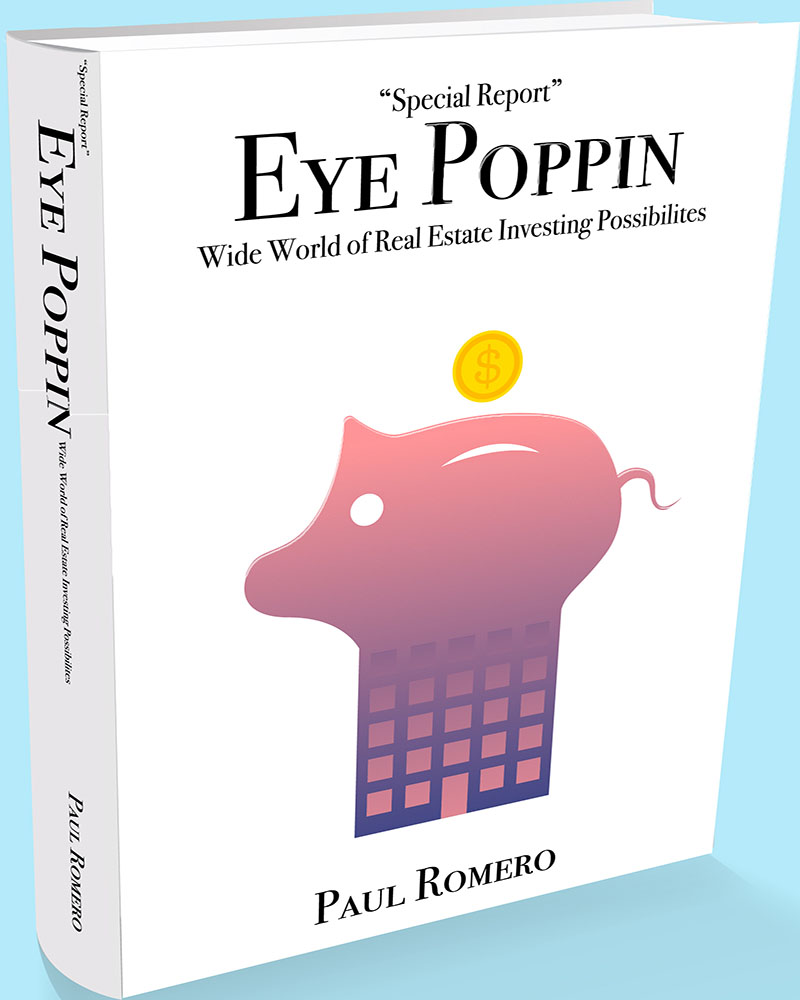 “Special Report”
EYE POPPIN
Wide World of Real Estate Investing Possibilites
$
PAUL ROMERO
“Special Report”
EYE POPPIN
Wide World of Real Estate Investing Possibilites
PAUL ROMERO